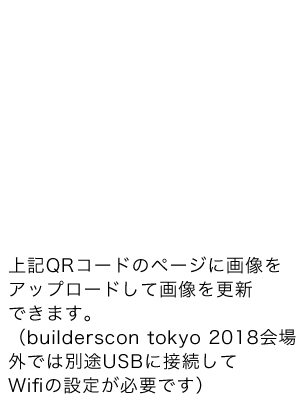 上記QRコードのページに画像を
アップロードして画像を更新
できます。
（builderscon tokyo 2018会場
外では別途USBに接続して
Wifiの設定が必要です）